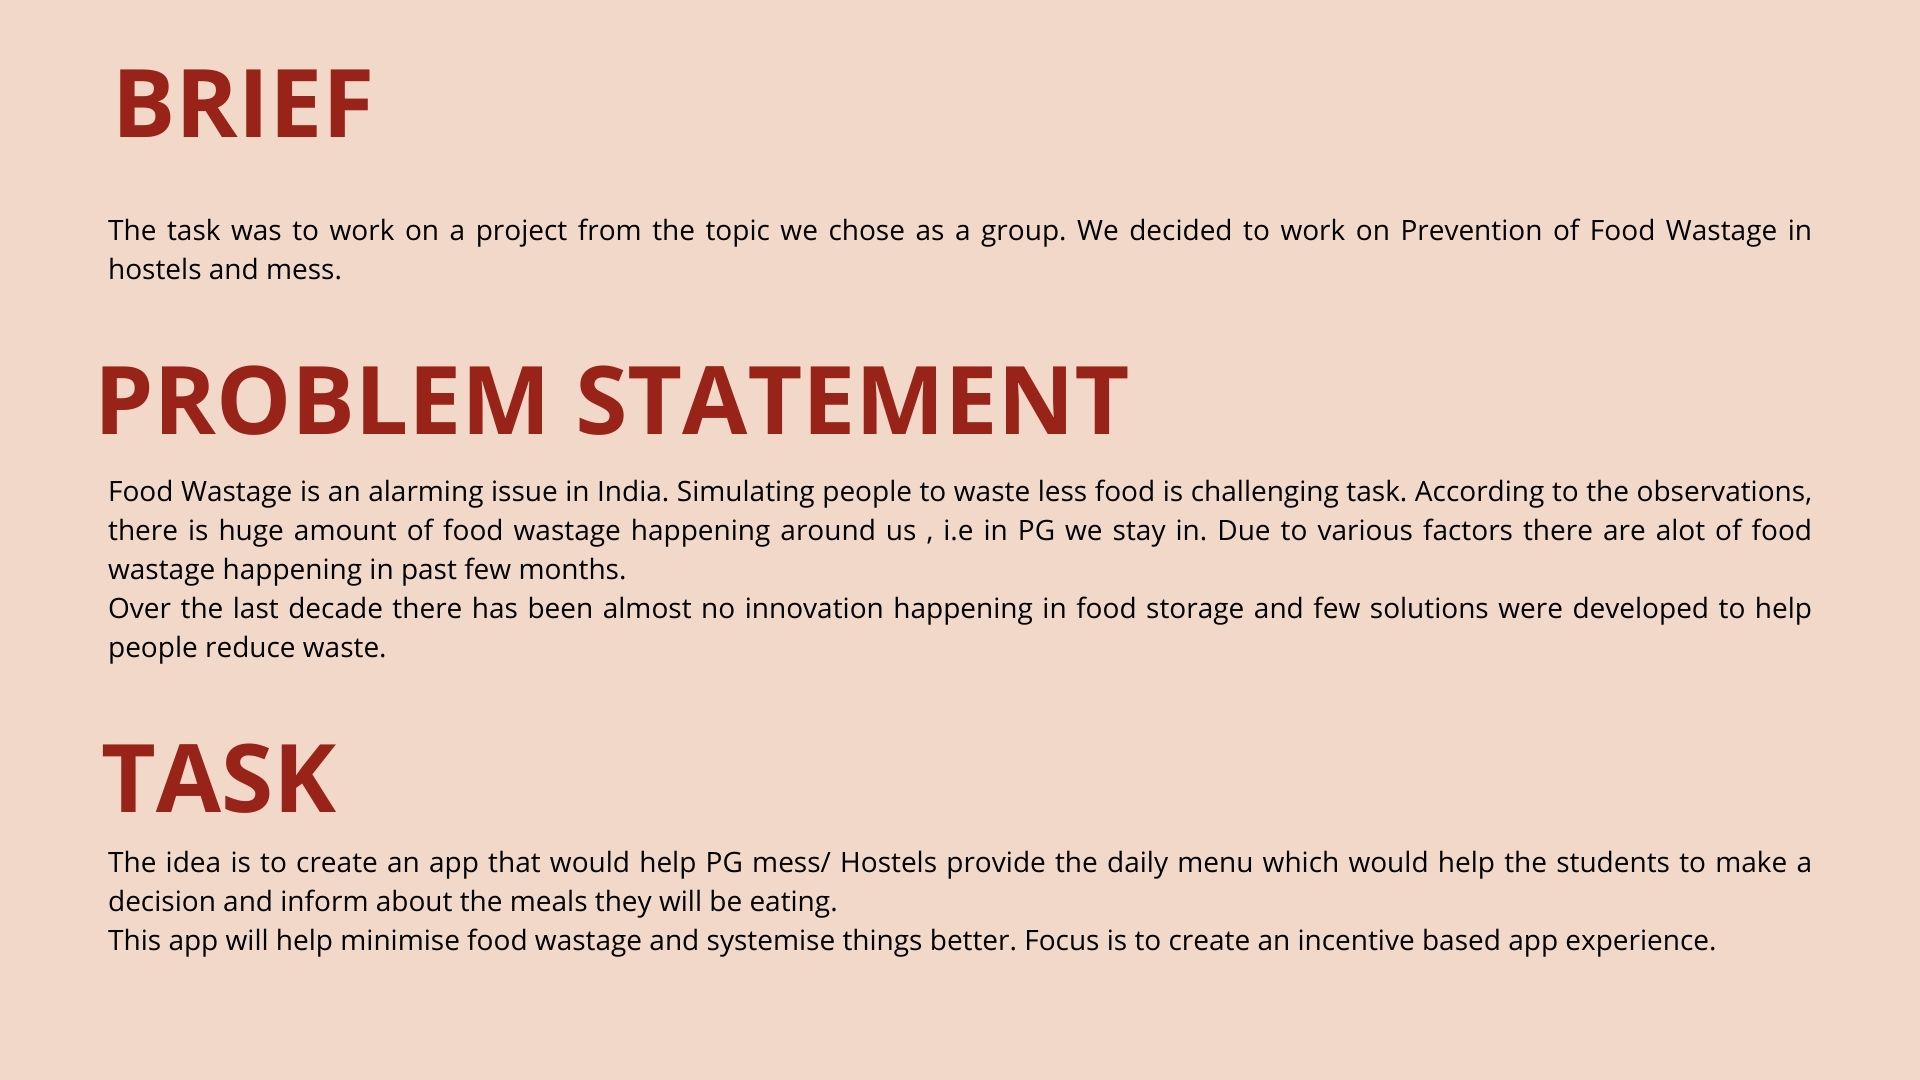 BRIEF
The task was to work on a project from the topic we chose as a group. We decided to work on Prevention of Food Wastage in
hostels and mess.
PROBLEM STATEMENT
Food Wastage is an alarming issue in India. Simulating people to waste less food is challenging task. According to the observations,
there is huge amount of food wastage happening around us , i.e in PG we stay in. Due to various factors there are alot of food
wastage happening in past few months.
Over the last decade there has been almost no innovation happening in food storage and few solutions were developed to help
people reduce waste.
TASK
The idea is to create an app that would help PG mess/ Hostels provide the daily menu which would help the students to make a
decision and inform about the meals they will be eating.
This app will help minimise food wastage and systemise things better. Focus is to create an incentive based app experience.